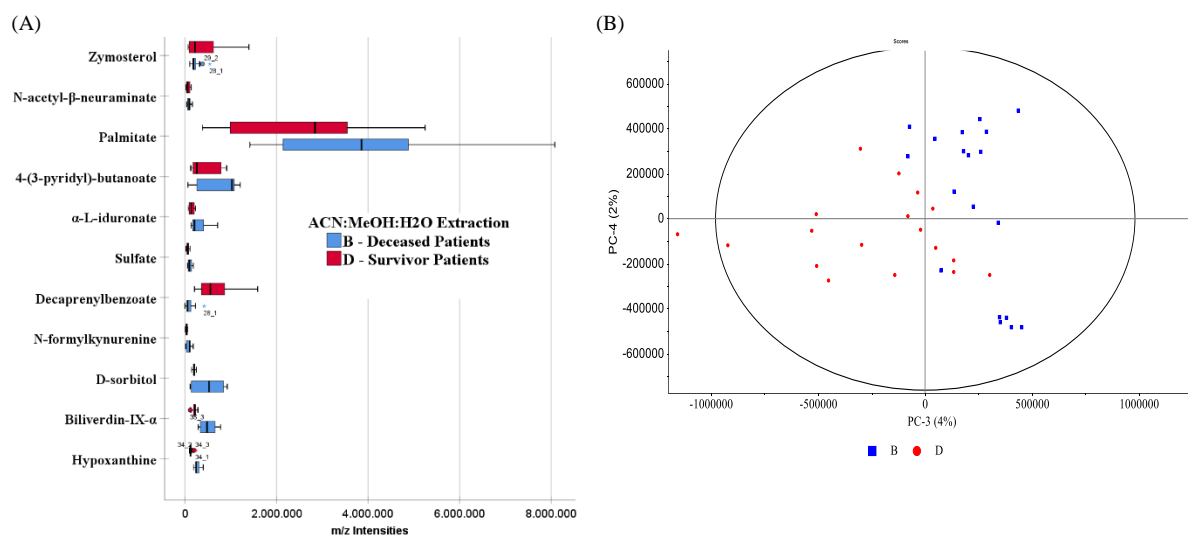 (A)
Zymosterol
29_2
28_1
N-acetyl-β-neuraminate
Palmitate
4-(3-pyridyl)-butanoate
α-L-iduronate
Sulfate
Decaprenylbenzoate
28_1
N-formylkynurenine
D-sorbitol
Biliverdin-IX-α
Hypoxanthine
34_1
ACN:MeOH:H2O Extraction
B - Deceased Patients
D - Survivor Patients
0 2.000.000 4.000.000 6.000.000 8.000.000
m/z Intensities
(B)
Scores
600000
400000
200000
0
-200000
-400000
-600000
PC-4 (2%)
-1000000 -500000 0 500000 1000000
PC-3 (4%)
B D